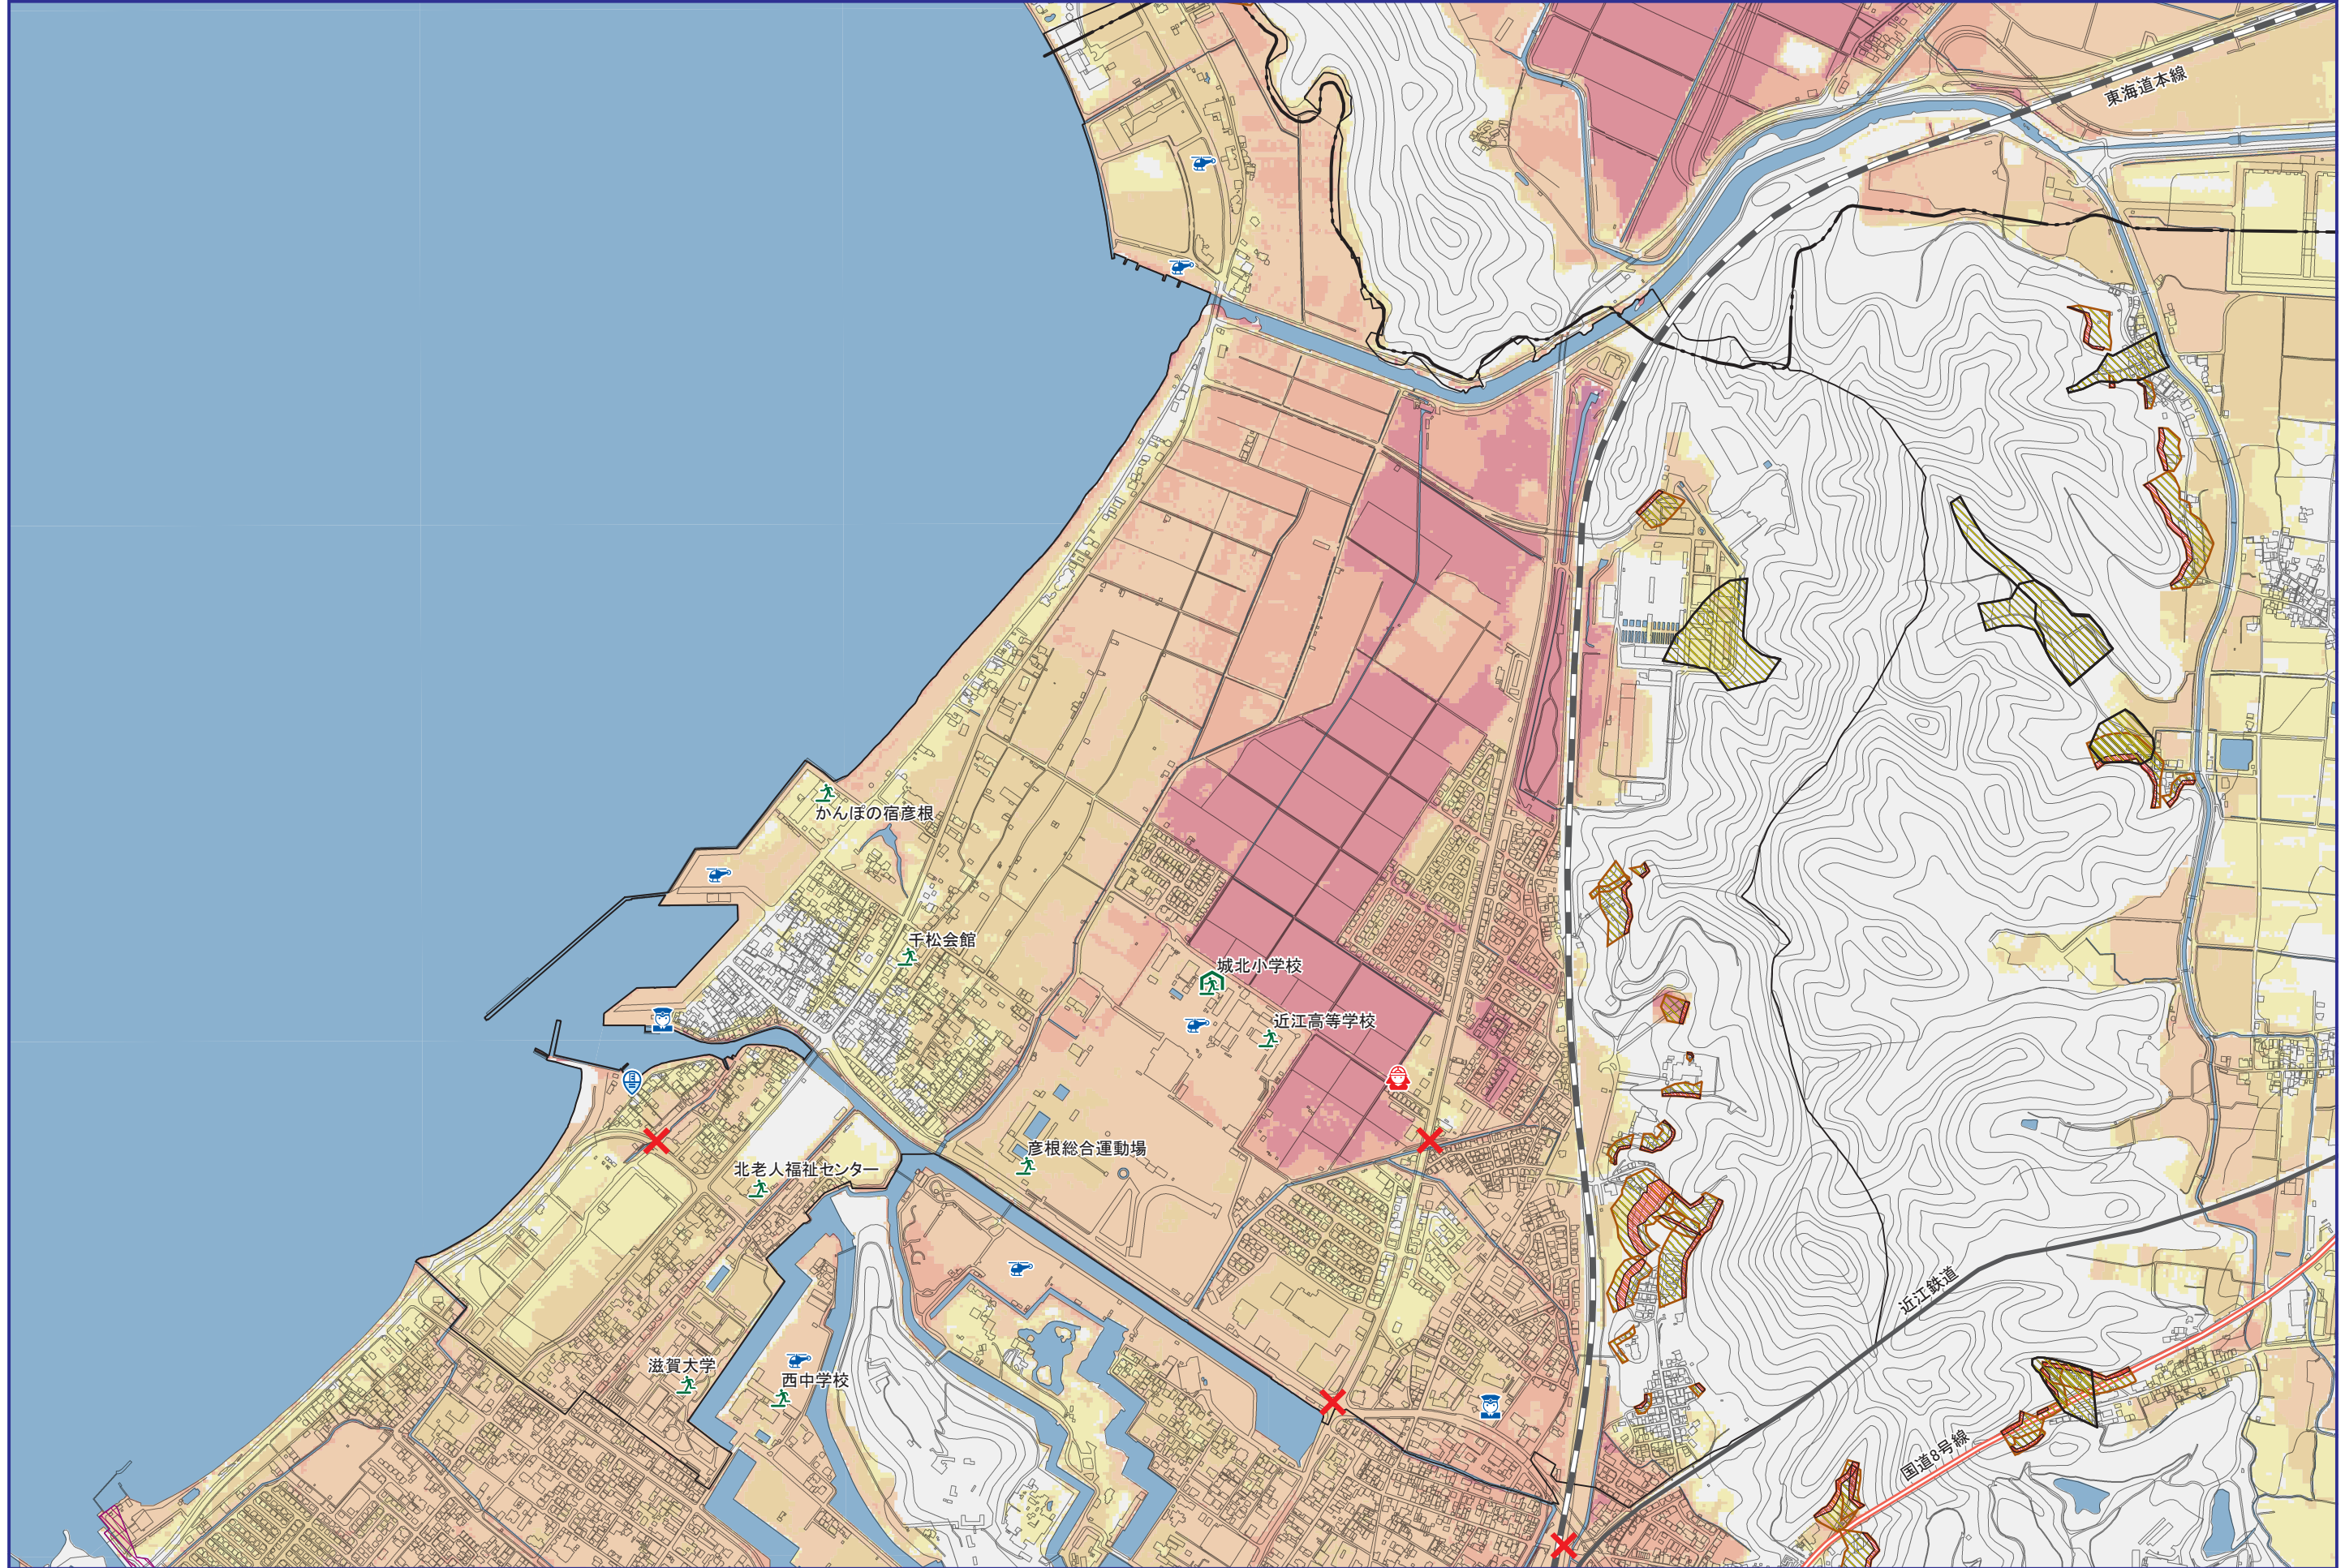 東海道本線
かんぽの宿彦根
千松会館
城北小学校
近江高等学校
彦根総合運動場
北老人福祉センター
近江鉄道
滋賀大学
西中学校
国道8号線